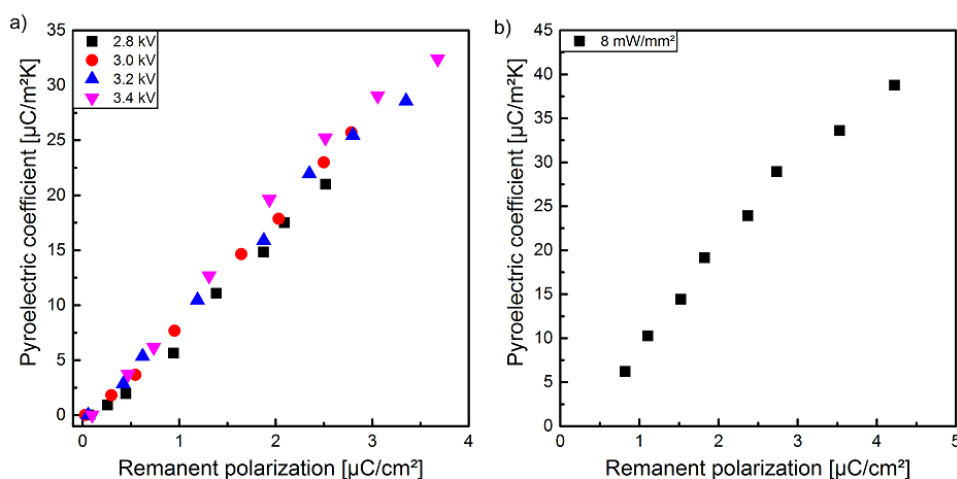 a)
35
30
25
20
15
10
5
0
Pyroelectric coefficient [µC/m²K]
2.8 kV
3.0 kV
3.2 kV
3.4 kV
0 1 2 3 4
Remanent polarization [µC/cm²]
b)
45
40
35
30
25
20
15
10
5
0
Pyroelectric coefficient [µC/m²K]
8 mW/mm²
0 1 2 3 4 5
Remanent polarization [µC/cm²]